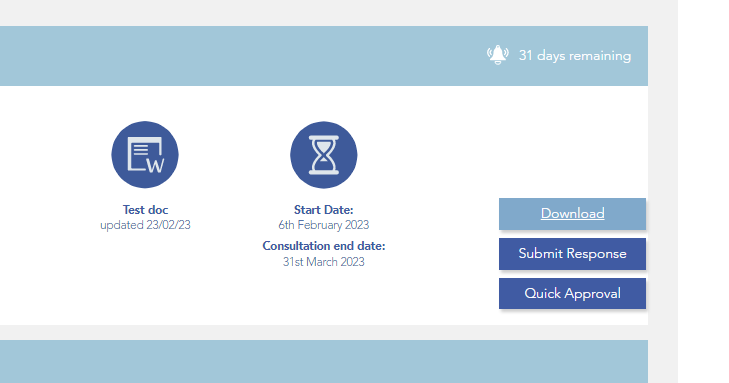 31 days remaining
W
Test doc
updated 23/02/23
Start Date:
6th February 2023
Consultation end date:
31st March 2023
Download
Submit Response
Quick Approval